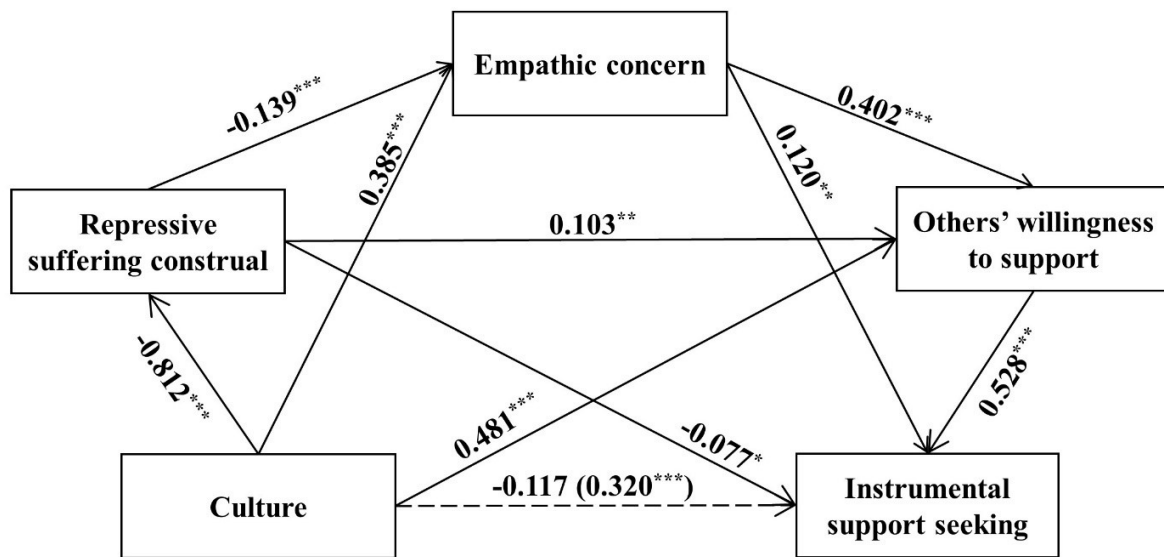 Empathic concern
-0.139***
0.385***
0.402***
0.120**
Repressive
suffering construal
0.103**
Others’ willingness
to support
-0.812***
0.481***
-0.077*
0.528***
Culture
-0.117 (0.320***)
Instrumental
support seeking